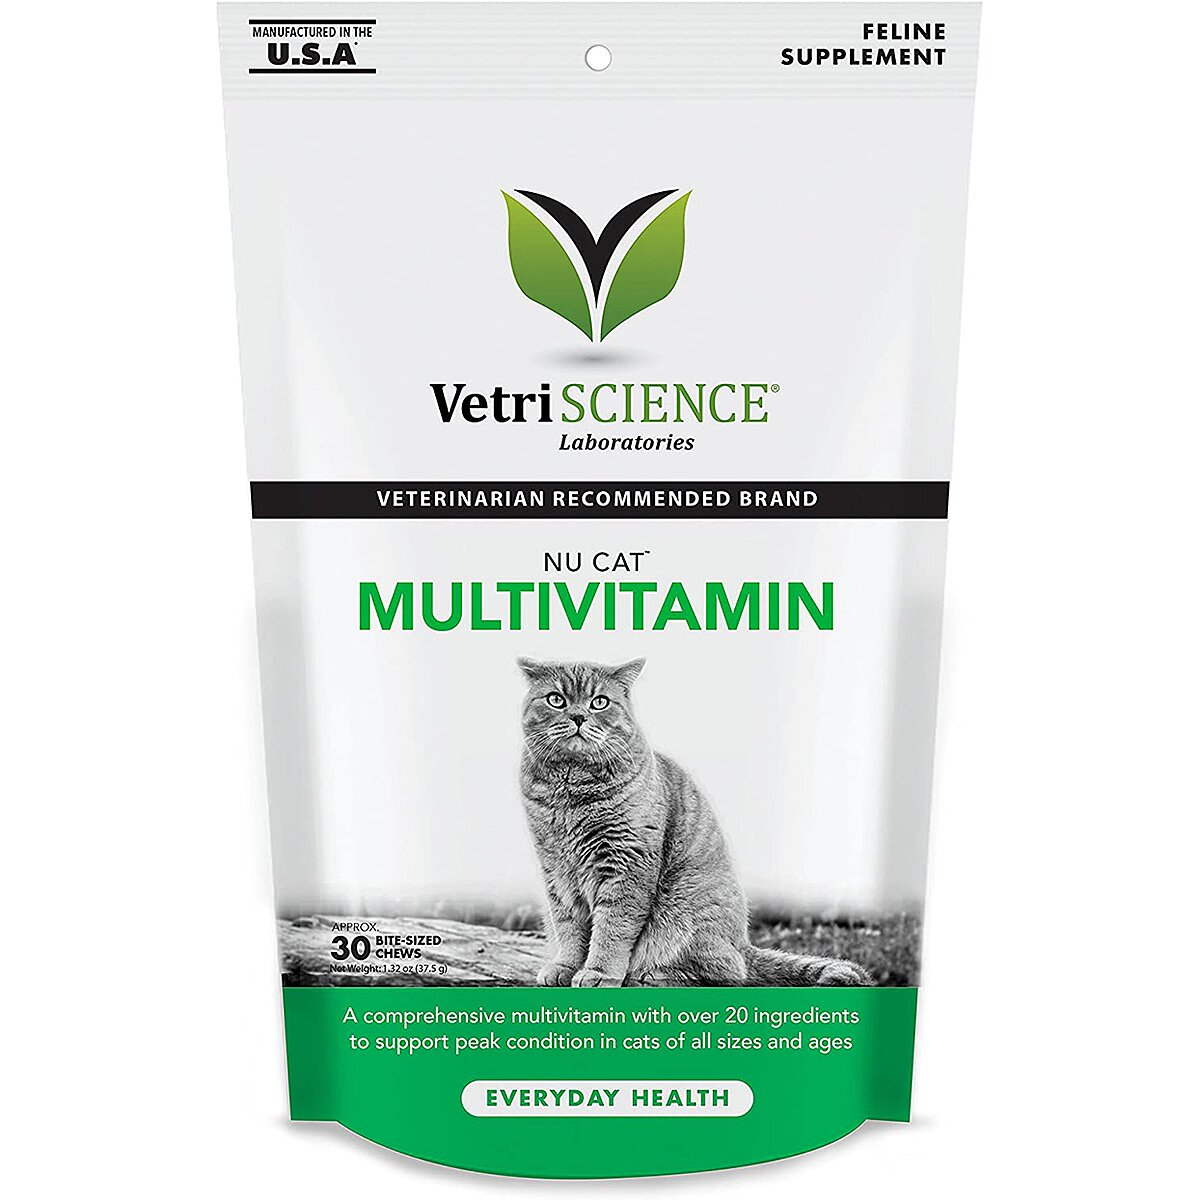 MANUFACTURED IN THE
U.S.A*
FELINE
SUPPLEMENT
VetriSCIENCE®
Laboratories
VETERINARIAN RECOMMENDED BRAND
NU CAT™
MULTIVITAMIN
APPROX.
30 BITE-SIZED
CHEWS
Net Weight: 1.32 oz (37.5 g)
A comprehensive multivitamin with over 20 ingredients
to support peak condition in cats of all sizes and ages
EVERYDAY HEALTH